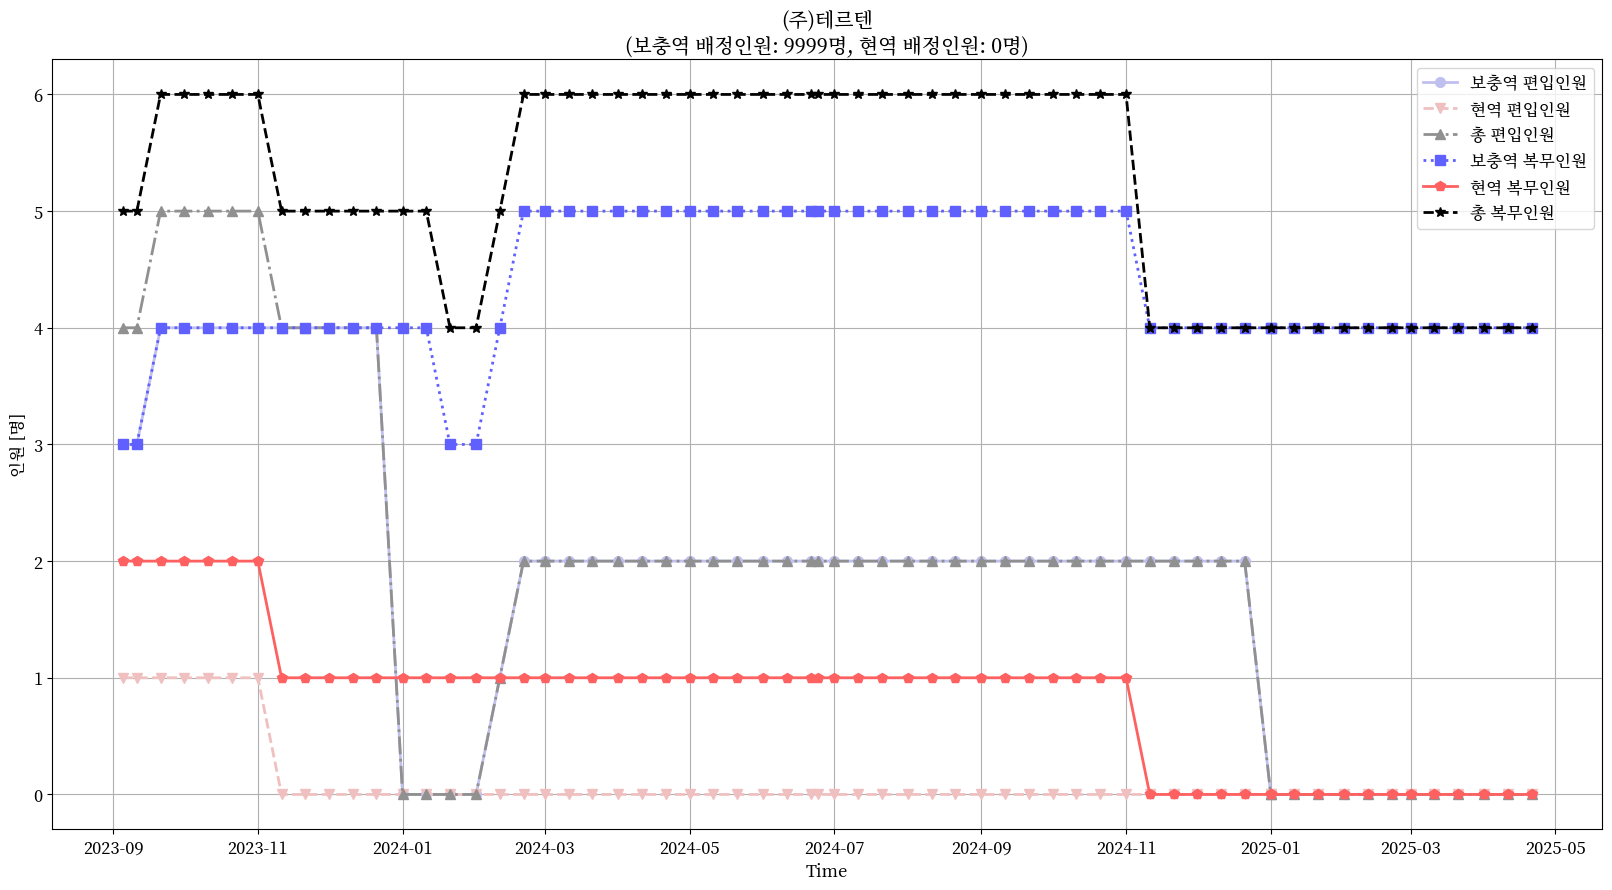 (주)테르텐
(보충역 배정인원: 9999명, 현역 배정인원: 0명)
보충역 편입인원
현역 편입인원
총 편입인원
보충역 복무인원
현역 복무인원
총 복무인원
인원 [명]
6
5
4
3
2
1
0
2023-09 2023-11 2024-01 2024-03 2024-05 2024-07 2024-09 2024-11 2025-01 2025-03 2025-05
Time